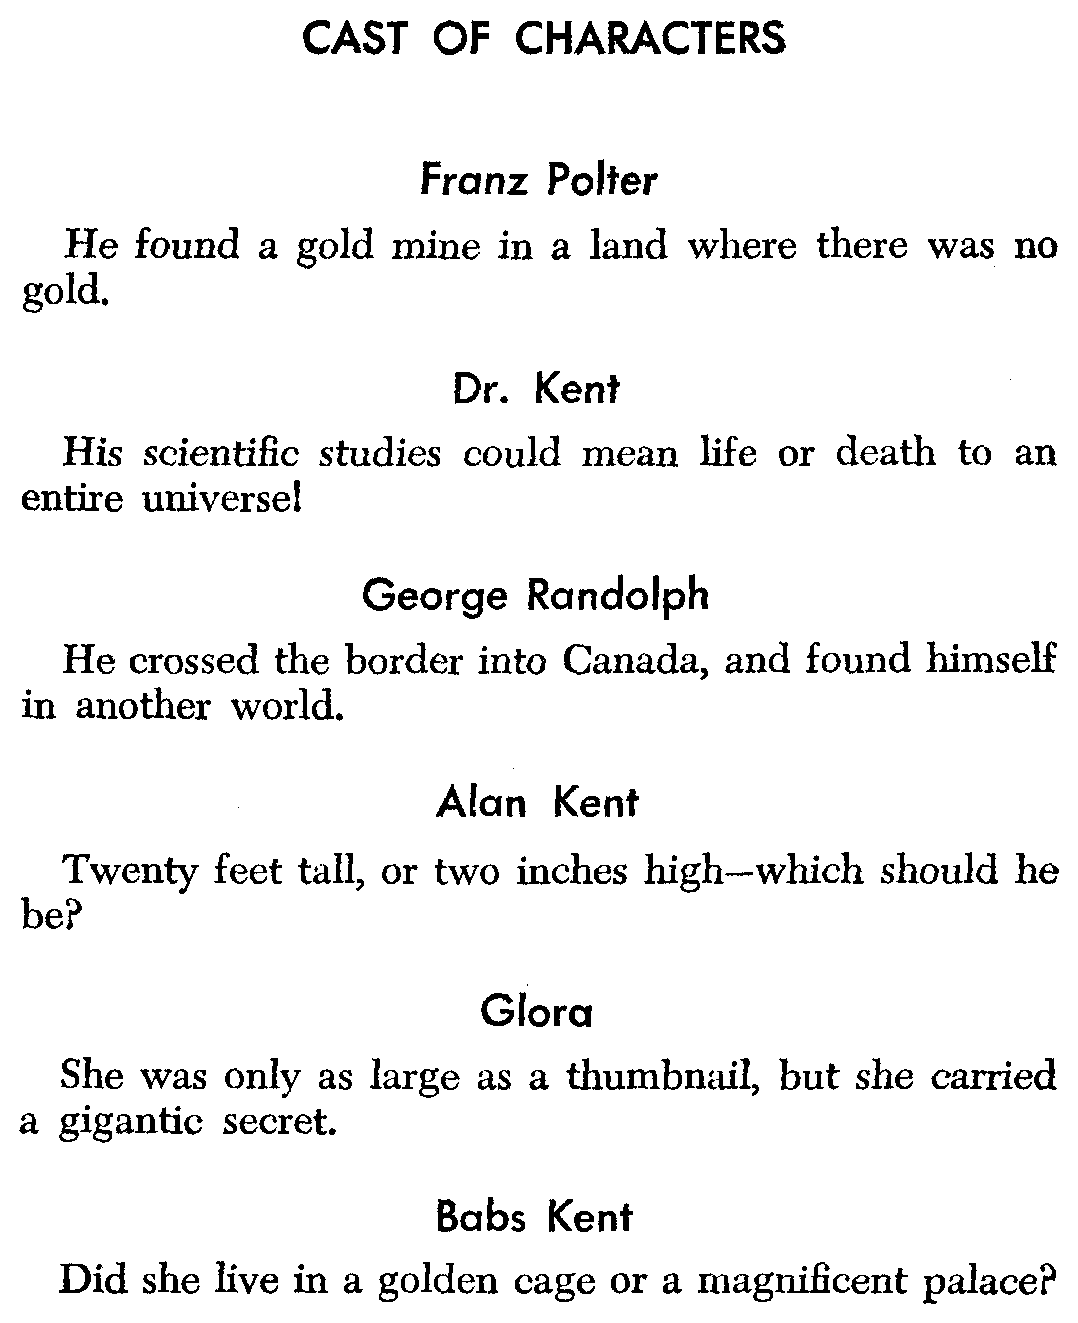 CAST OF CHARACTERS
Franz Polter
He found a gold mine in a land where there was no
gold.
Dr. Kent
His scientific studies could mean life or death to an
entire universe!
George Randolph
He crossed the border into Canada, and found himself
in another world.
Alan Kent
Twenty feet tall, or two inches high—which should he
be?
Glora
She was only as large as a thumbnail, but she carried
a gigantic secret.
Babs Kent
Did she live in a golden cage or a magnificent palace?